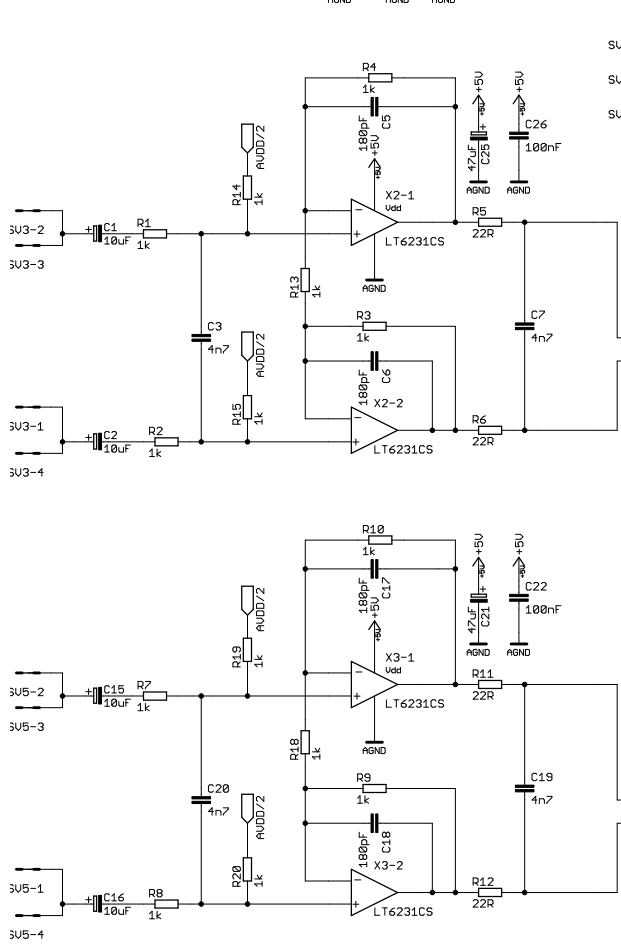 AGND AGND AGND
SV
SV
SV
R4
1k
180pF
C5
+5V
+5V
AVDD/2
R14
1k
X2-1
Vdd
LT6231CS
AGND
+5V
+5V
47uF
C25
AGND
+5V
+5V
C26
100nF
AGND
SV3-2
SV3-3
C1
10uF
R1
1k
R5
22R
R13
1k
C3
4n7
AVDD/2
R15
1k
R3
1k
180pF
C6
X2-2
LT6231CS
C7
4n7
SV3-1
SV3-4
C2
10uF
R2
1k
R6
22R
R10
1k
180pF
C17
+5V
+5V
AVDD/2
R19
1k
X3-1
Vdd
LT6231CS
AGND
+5V
+5V
47uF
C21
AGND
+5V
+5V
C22
100nF
AGND
SV5-2
SV5-3
C15
10uF
R7
1k
R11
22R
R18
1k
C20
4n7
AVDD/2
R20
1k
R9
1k
180pF
C18
X3-2
LT6231CS
C19
4n7
SV5-1
SV5-4
C16
10uF
R8
1k
R12
22R